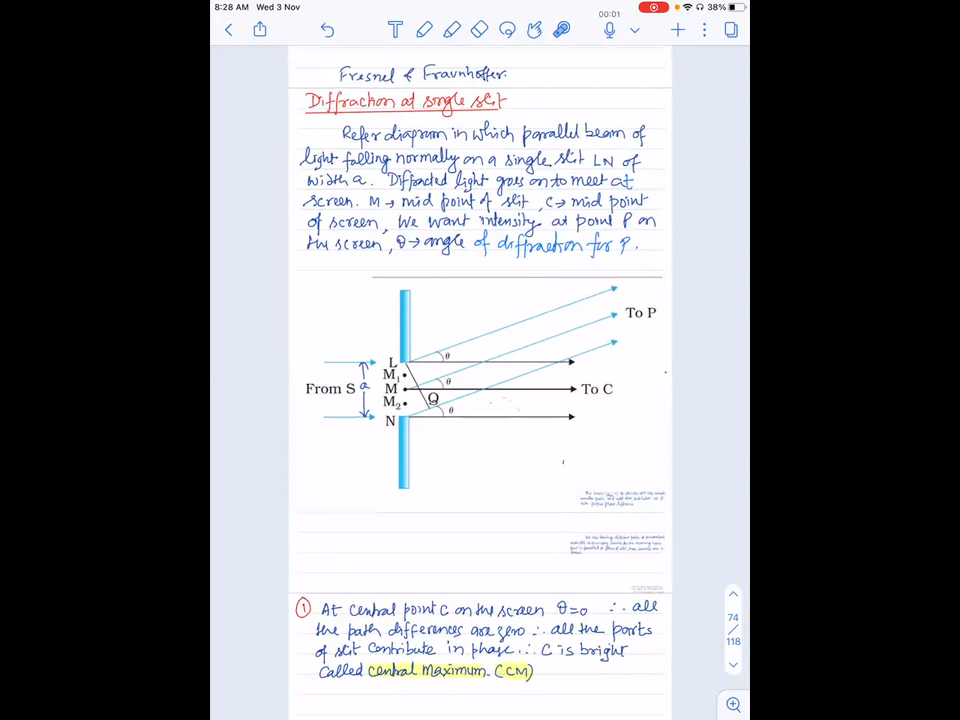 8:28 AM Wed 3 Nov
00:01
38%
Fresnel & Fraunhoffer.
Diffraction at single slit
Refer diagram in which parallel beam of
light falling normally on a single slit LN of
width a. Diffracted light goes on to meet at
screen. M → mid point of slit, C → mid point
of screen, We want intensity at point P on
the screen, θ → angle of diffraction for P.
To P
L
θ
M1
From S
a
M
θ
To C
M2
Q
θ
N
① At central point C on the screen θ=0 ∴ all
the path differences are zero ∴ all the parts
of slit contribute in phase ∴ C is bright
Called central maximum (CM)
74
118